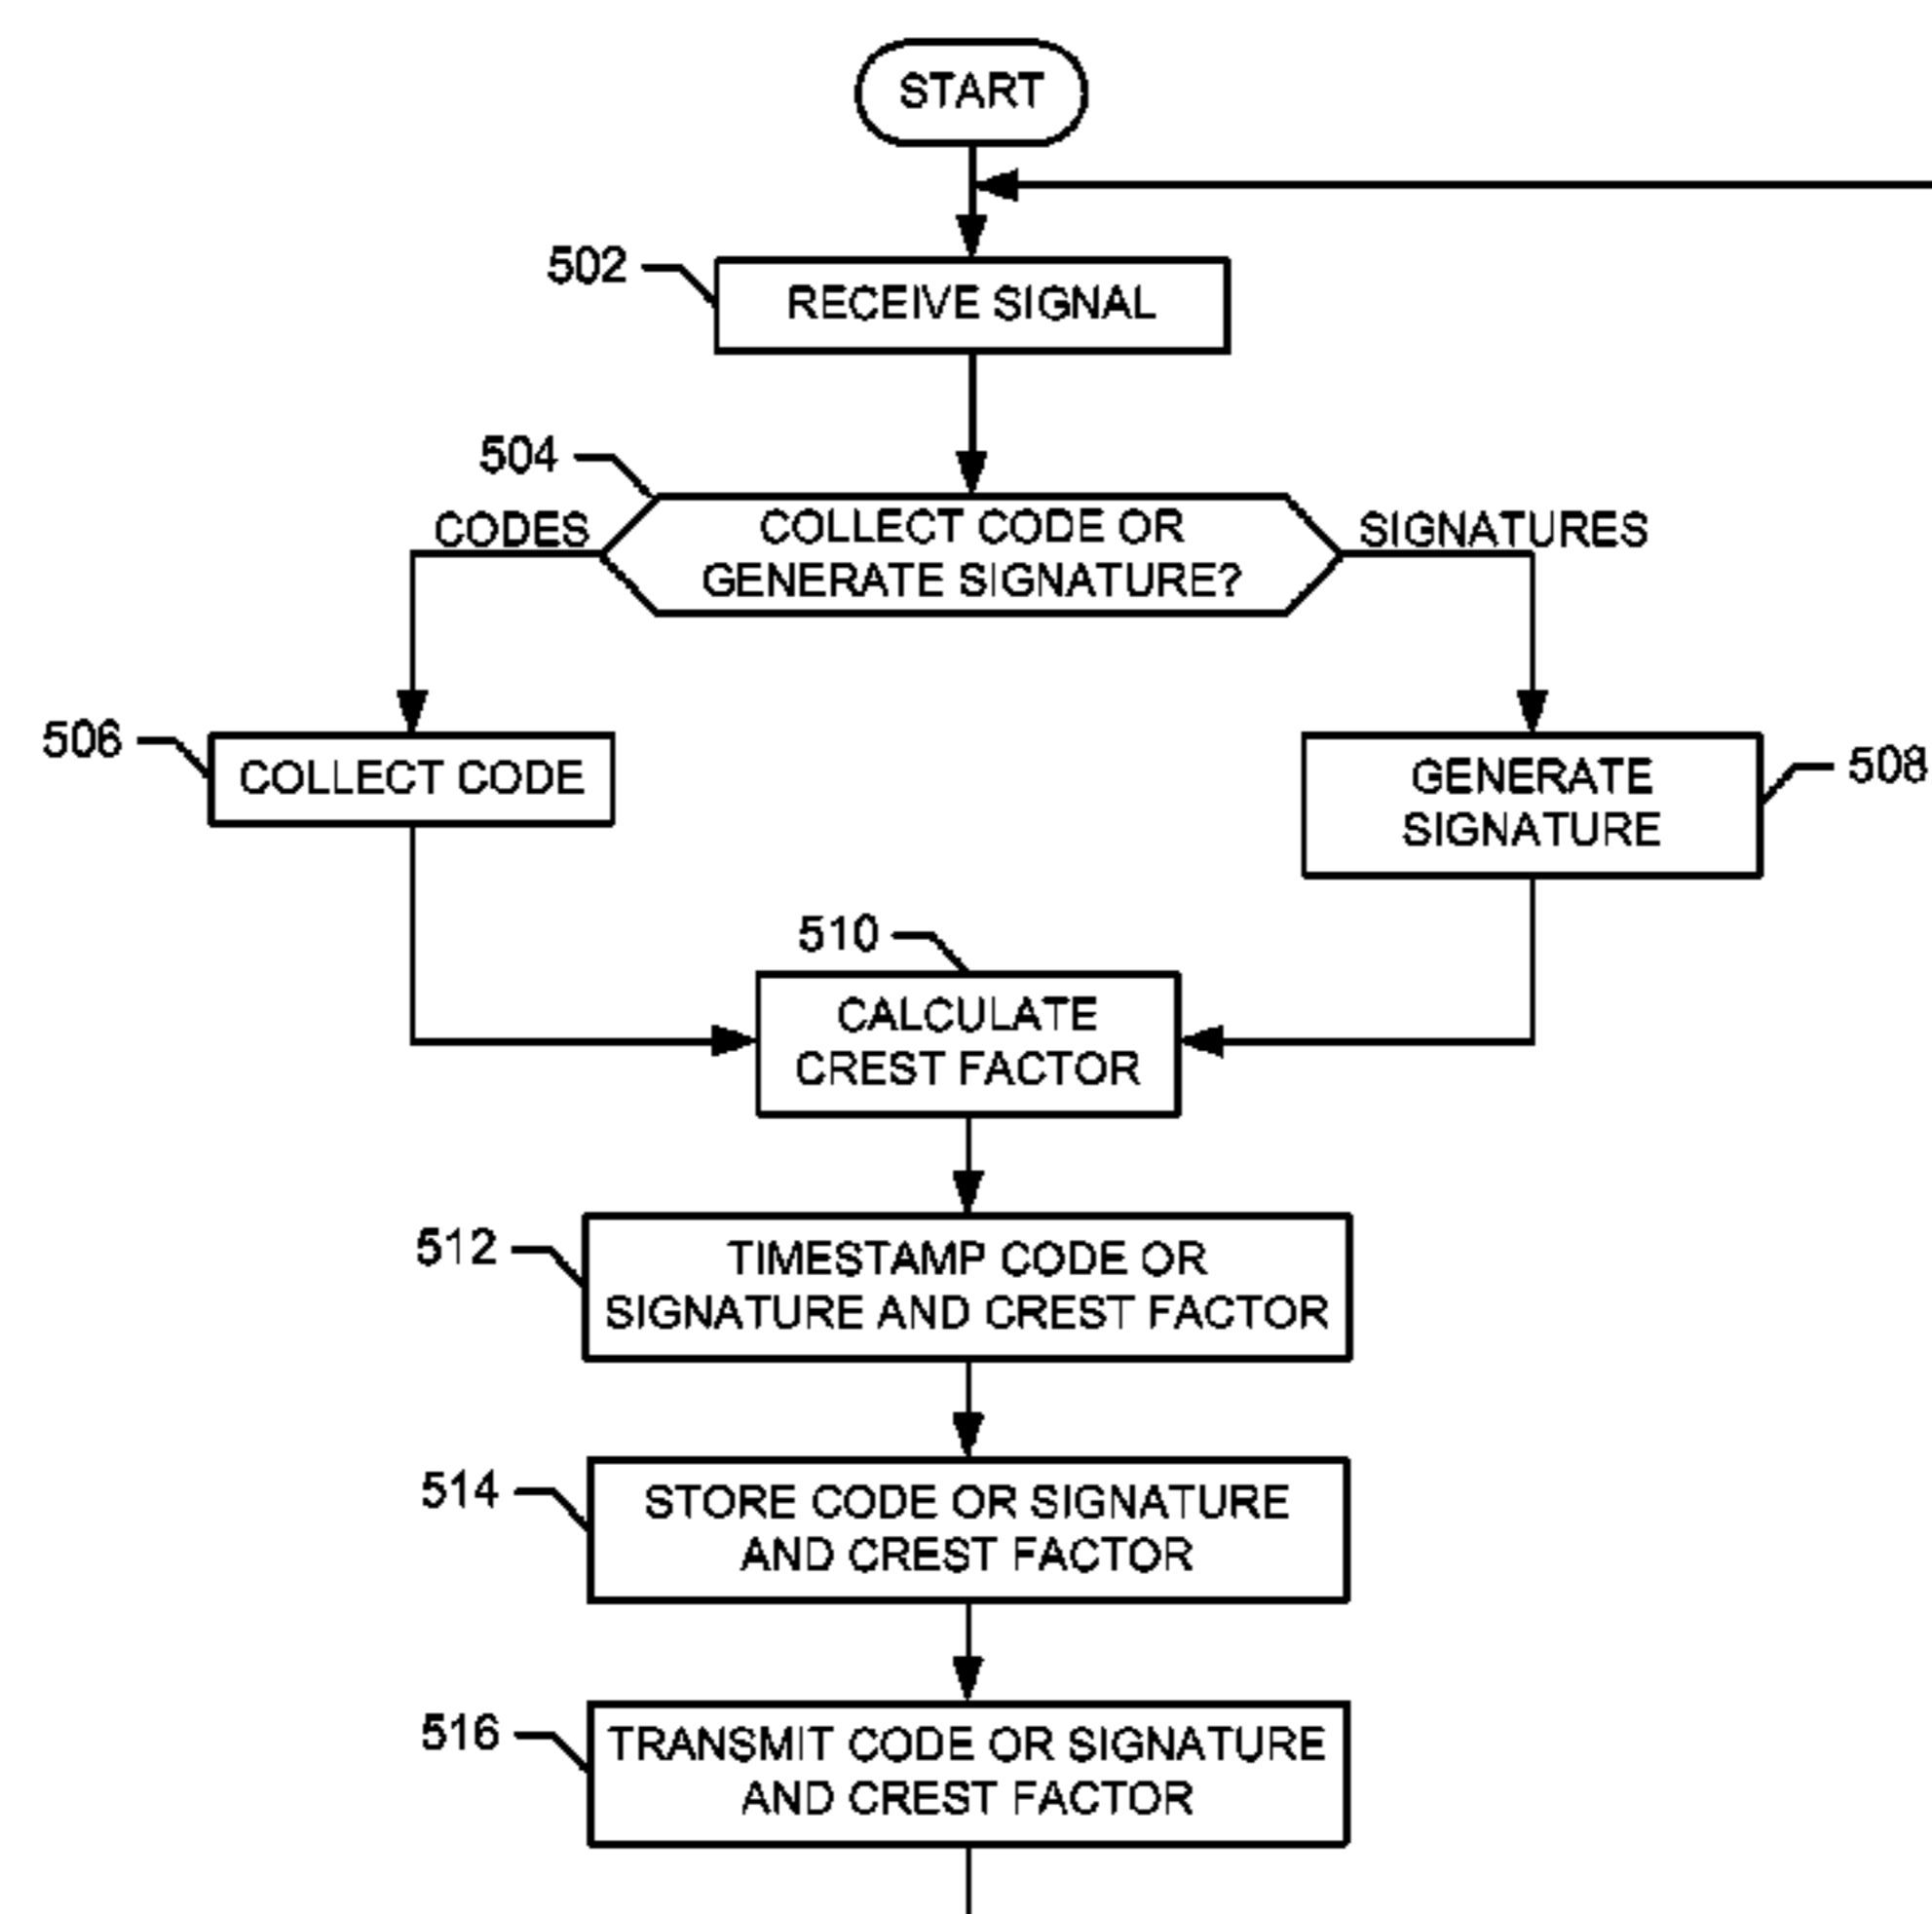 START
502
RECEIVE SIGNAL
504
CODES
COLLECT CODE OR
GENERATE SIGNATURE?
SIGNATURES
506
COLLECT CODE
GENERATE
SIGNATURE
508
510
CALCULATE
CREST FACTOR
512
TIMESTAMP CODE OR
SIGNATURE AND CREST FACTOR
514
STORE CODE OR SIGNATURE
AND CREST FACTOR
516
TRANSMIT CODE OR SIGNATURE
AND CREST FACTOR